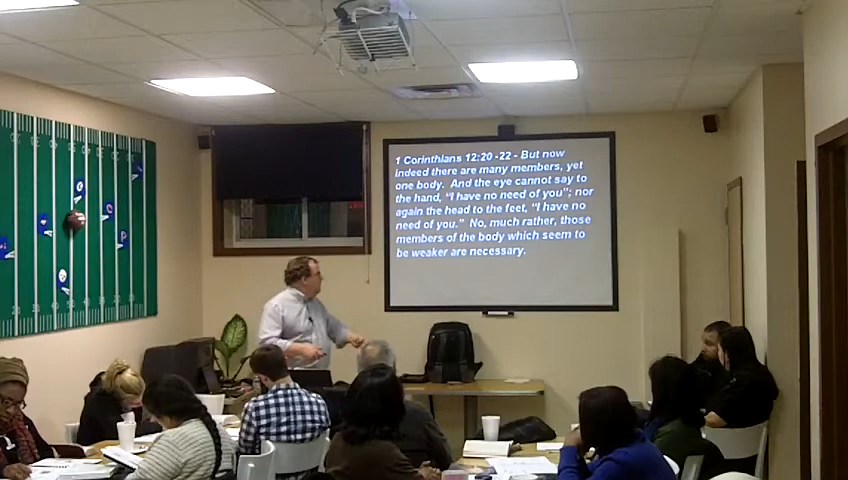 1 Corinthians 12:20 -22 - But now
indeed there are many members, yet
one body. And the eye cannot say to
the hand, “I have no need of you”; nor
again the head to the feet, “I have no
need of you.” No, much rather, those
members of the body which seem to
be weaker are necessary.